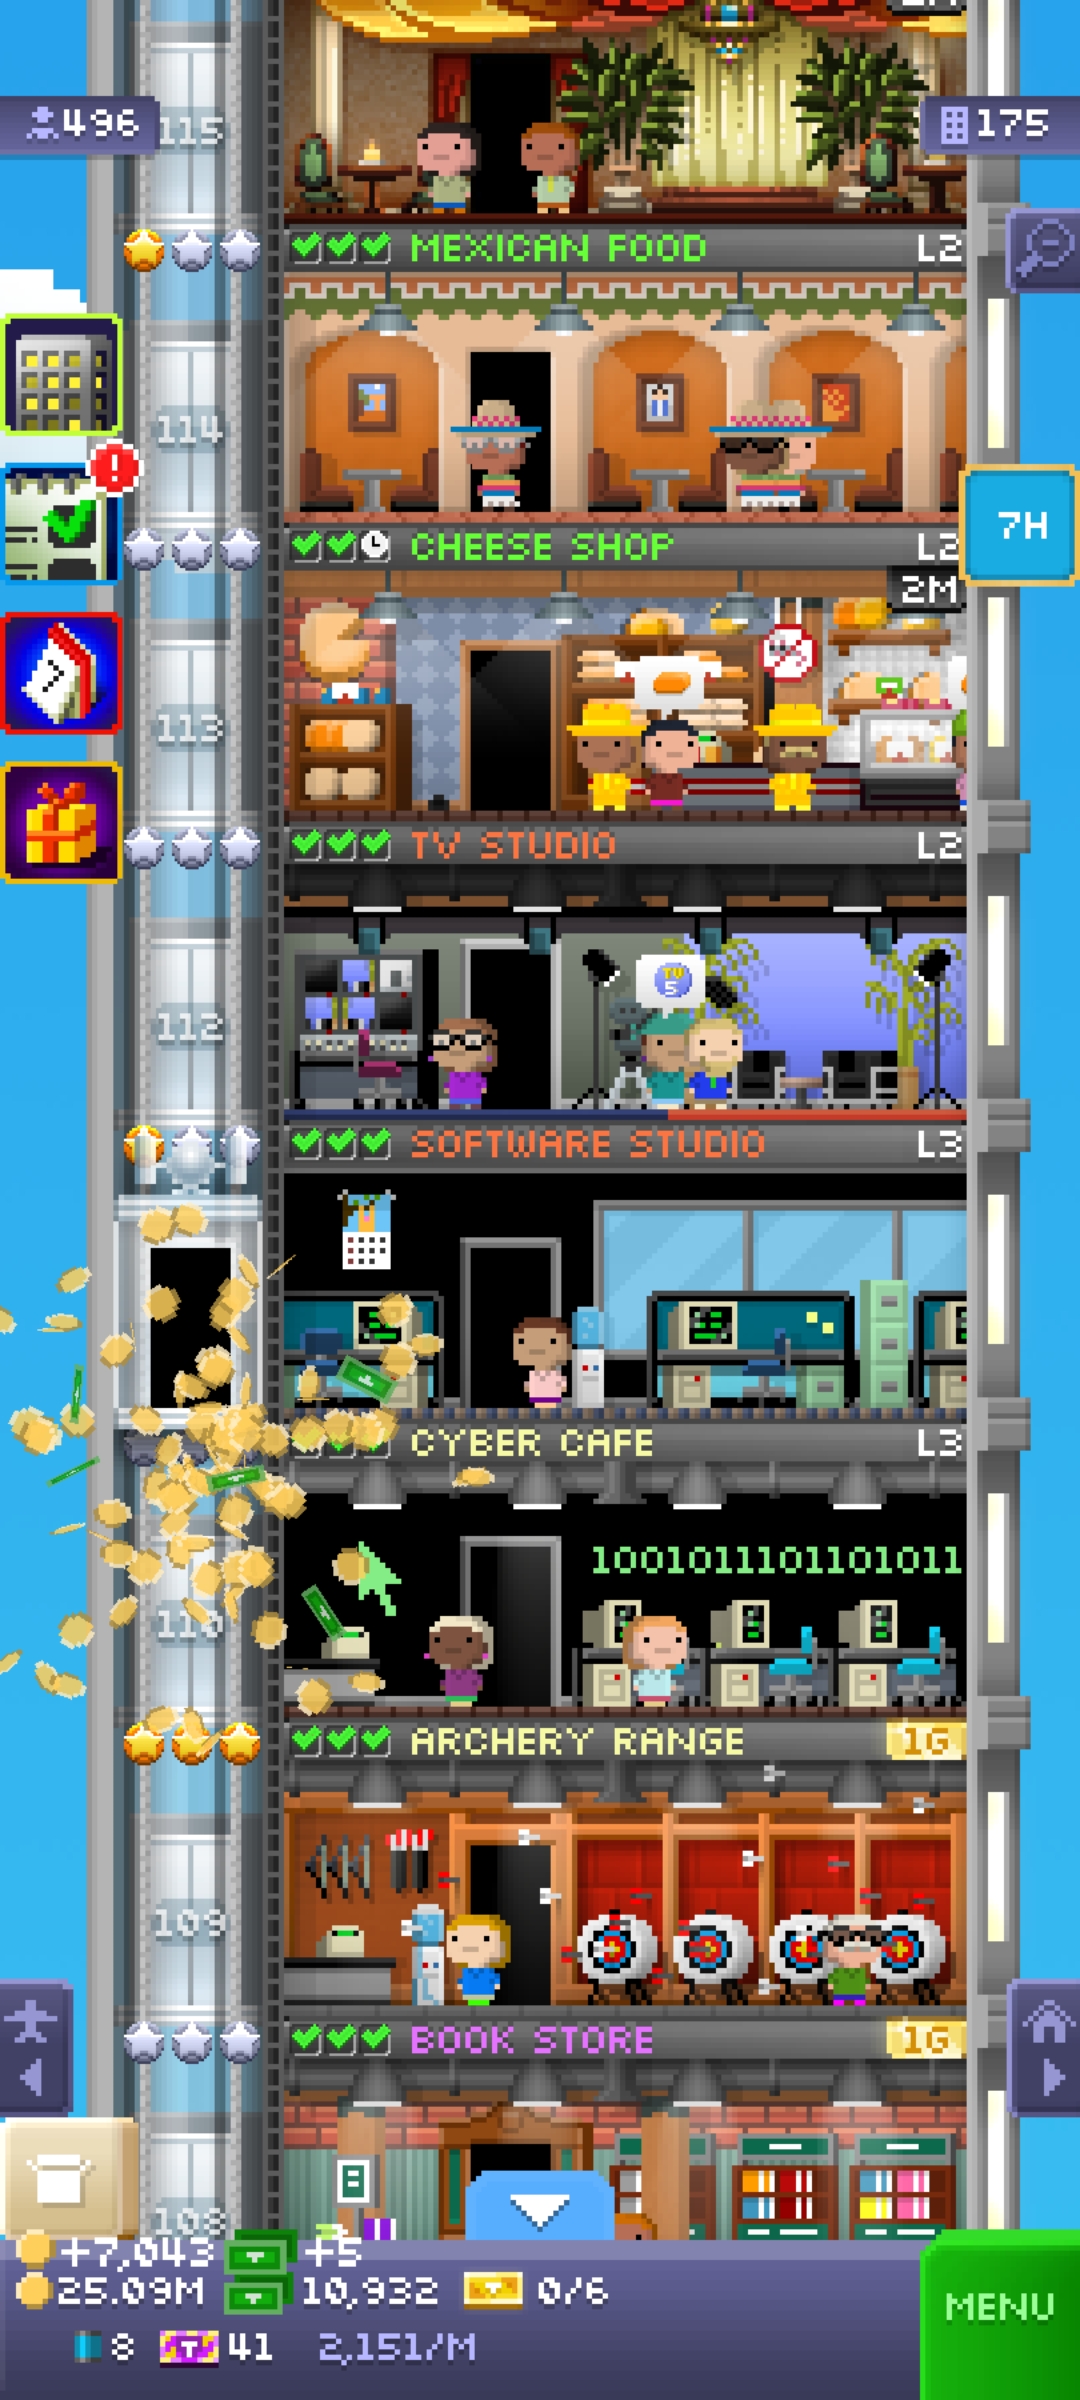 496
115
175
MEXICAN FOOD L2
114
CHEESE SHOP L2
7H
2M
113
TV STUDIO L2
TV
5
112
SOFTWARE STUDIO L3
CYBER CAFE L3
1001011101101011
110
ARCHERY RANGE 1G
109
BOOK STORE 1G
8
108
+7,043 +5
25.09M 10,932 0/6
MENU
8 T 41 2,151/M